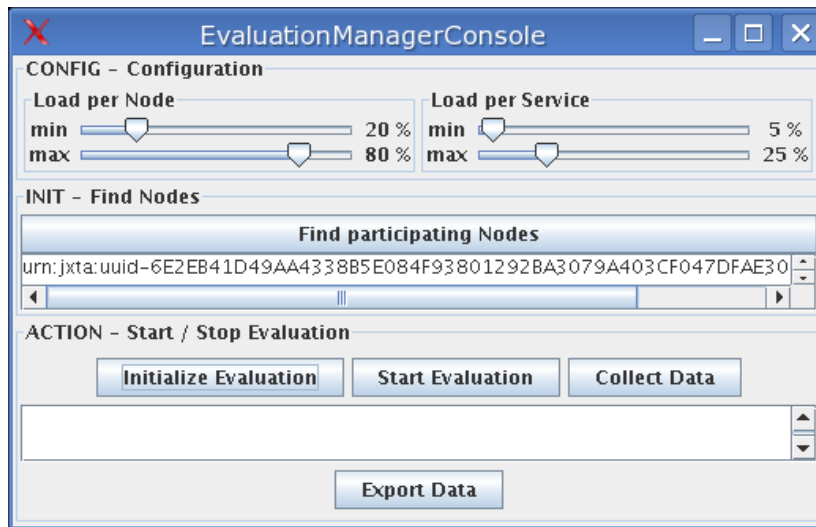 EvaluationManagerConsole
CONFIG – Configuration
Load per Node
min 20 %
max 80 %
Load per Service
min 5 %
max 25 %
INIT – Find Nodes
Find participating Nodes
urn:jxta:uuid–6E2EB41D49AA4338B5E084F93801292BA3079A403CF047DFAE30
ACTION – Start / Stop Evaluation
Initialize Evaluation Start Evaluation Collect Data
Export Data